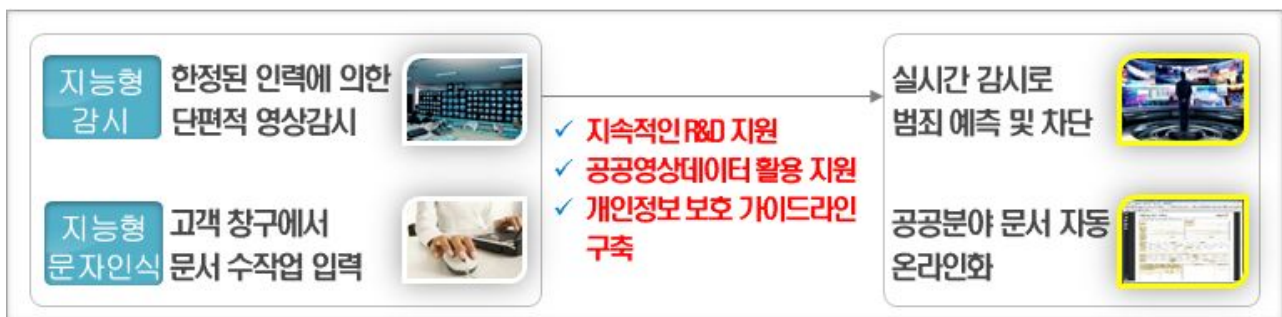 지능형
감시
한정된 인력에 의한
단편적 영상감시
지능형
문자인식
고객 창구에서
문서 수작업 입력
✓ 지속적인 R&D 지원
✓ 공공영상데이터 활용 지원
✓ 개인정보 보호 가이드라인
구축
실시간 감시로
범죄 예측 및 차단
공공분야 문서 자동
온라인화